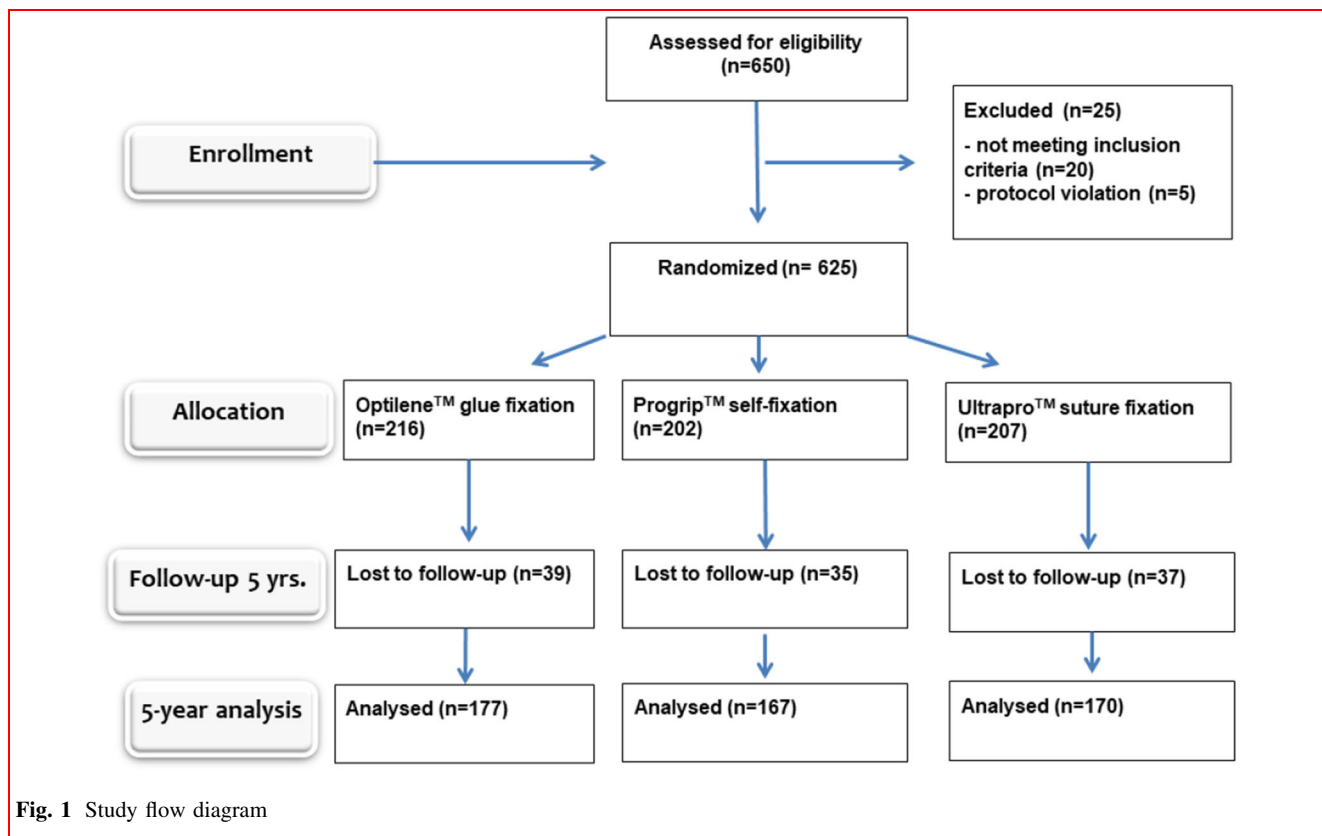 Assessed for eligibility
(n=650)
Excluded (n=25)
- not meeting inclusion
criteria (n=20)
- protocol violation (n=5)
Enrollment
Randomized (n= 625)
Allocation
Optilene™ glue fixation
(n=216)
Progrip™ self-fixation
(n=202)
Ultrapro™ suture fixation
(n=207)
Follow-up 5 yrs.
Lost to follow-up (n=39)
Lost to follow-up (n=35)
Lost to follow-up (n=37)
5-year analysis
Analysed (n=177)
Analysed (n=167)
Analysed (n=170)
Fig. 1 Study flow diagram